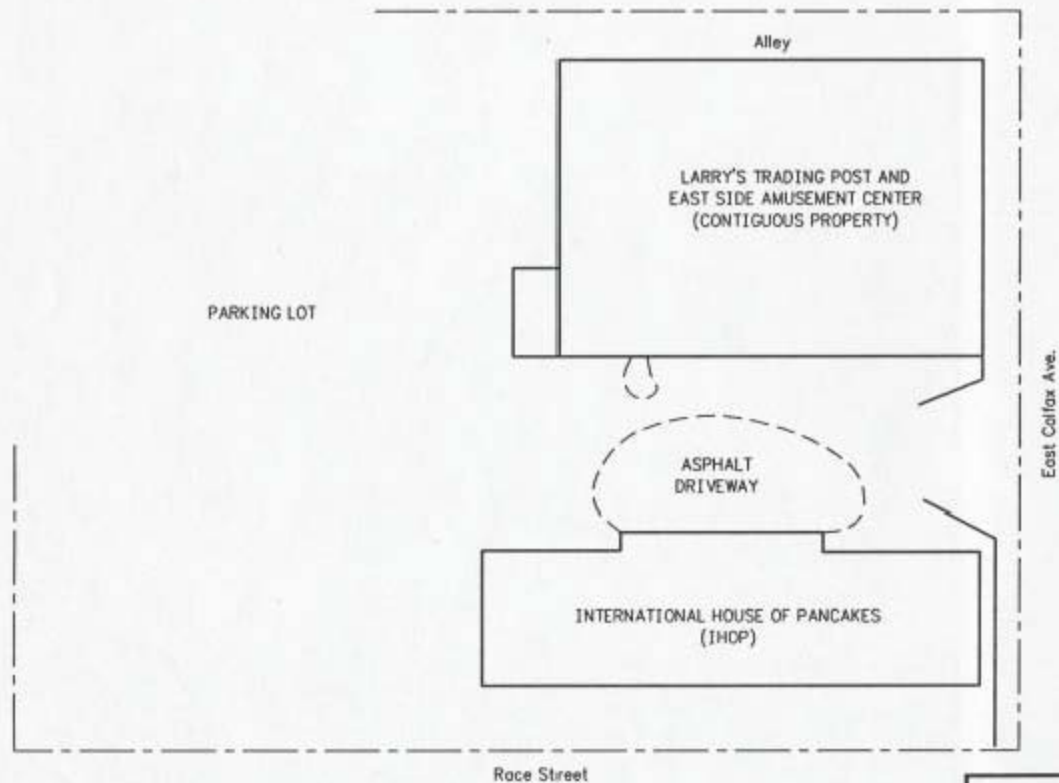 Alley
LARRY'S TRADING POST AND
EAST SIDE AMUSEMENT CENTER
(CONTIGUOUS PROPERTY)
PARKING LOT
East Colfax Ave.
ASPHALT
DRIVEWAY
INTERNATIONAL HOUSE OF PANCAKES
(IHOP)
Race Street